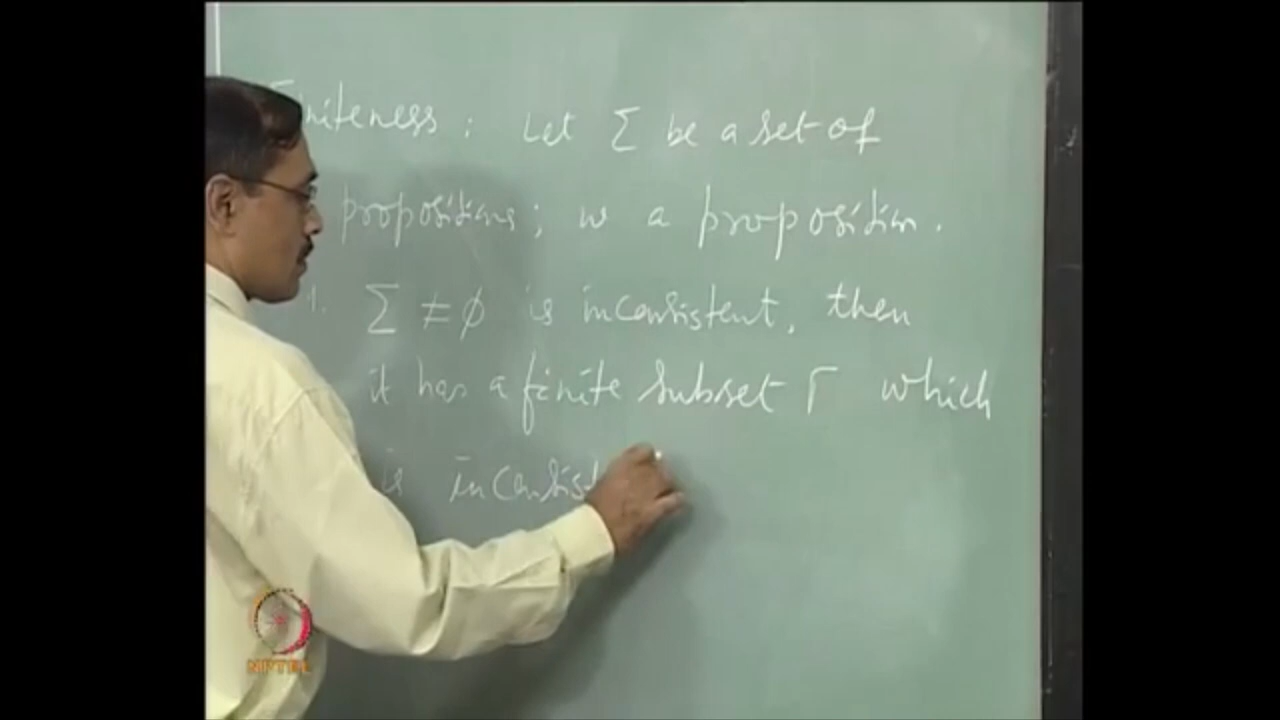 Finiteness : Let Σ be a set of
propositions ; w a proposition .
1. Σ ≠ φ is inconsistent, then
it has a finite subset Γ which
is inconsist
NPTEL